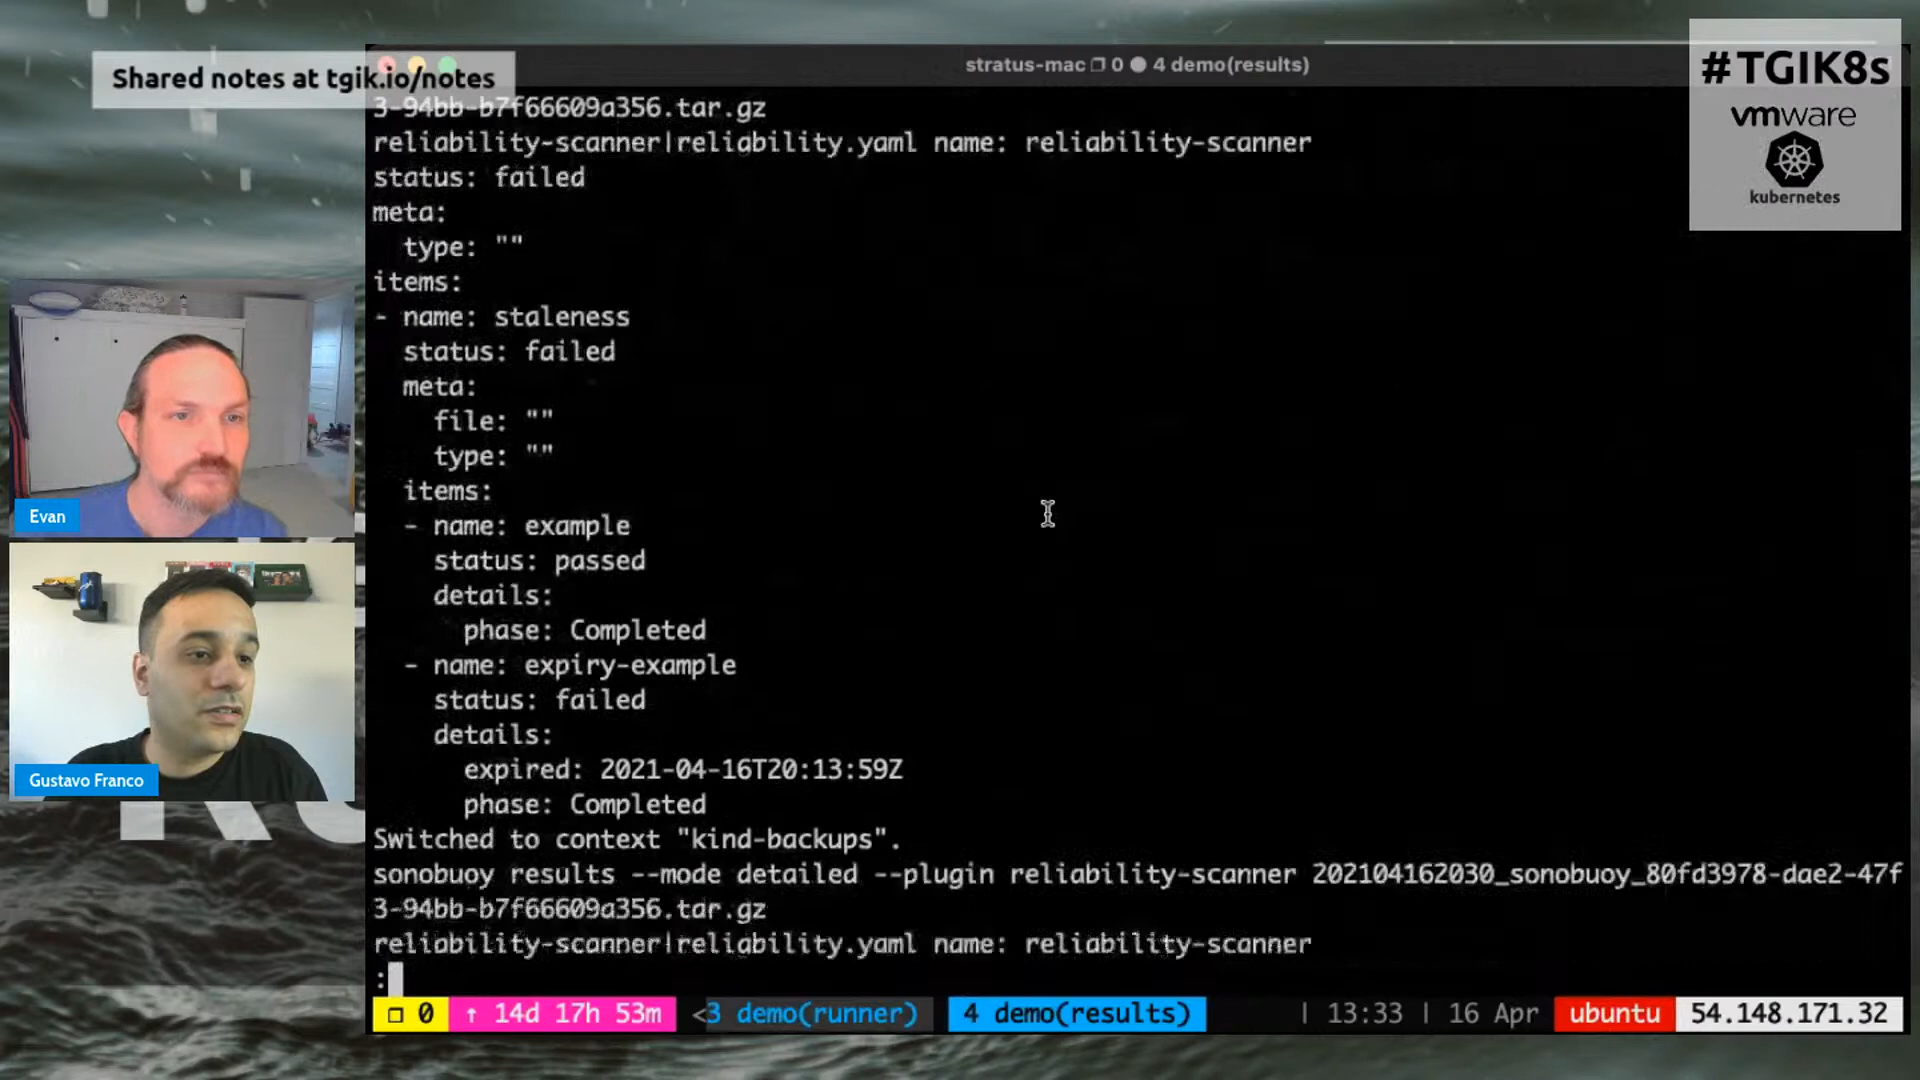 Shared notes at tgik.io/notes
stratus-mac ❐ 0 ● 4 demo(results)
#TGIK8s
vmware
kubernetes
3-94bb-b7f66609a356.tar.gz
reliability-scanner|reliability.yaml name: reliability-scanner
status: failed
meta:
  type: ""
items:
- name: staleness
  status: failed
  meta:
    file: ""
    type: ""
  items:
  - name: example
    status: passed
    details:
      phase: Completed
  - name: expiry-example
    status: failed
    details:
      expired: 2021-04-16T20:13:59Z
      phase: Completed
Switched to context "kind-backups".
sonobuoy results --mode detailed --plugin reliability-scanner 202104162030_sonobuoy_80fd3978-dae2-47f
3-94bb-b7f66609a356.tar.gz
reliability-scanner|reliability.yaml name: reliability-scanner
:
❐ 0 ↑ 14d 17h 53m <3 demo(runner) 4 demo(results) | 13:33 | 16 Apr ubuntu 54.148.171.32
Evan
Gustavo Franco